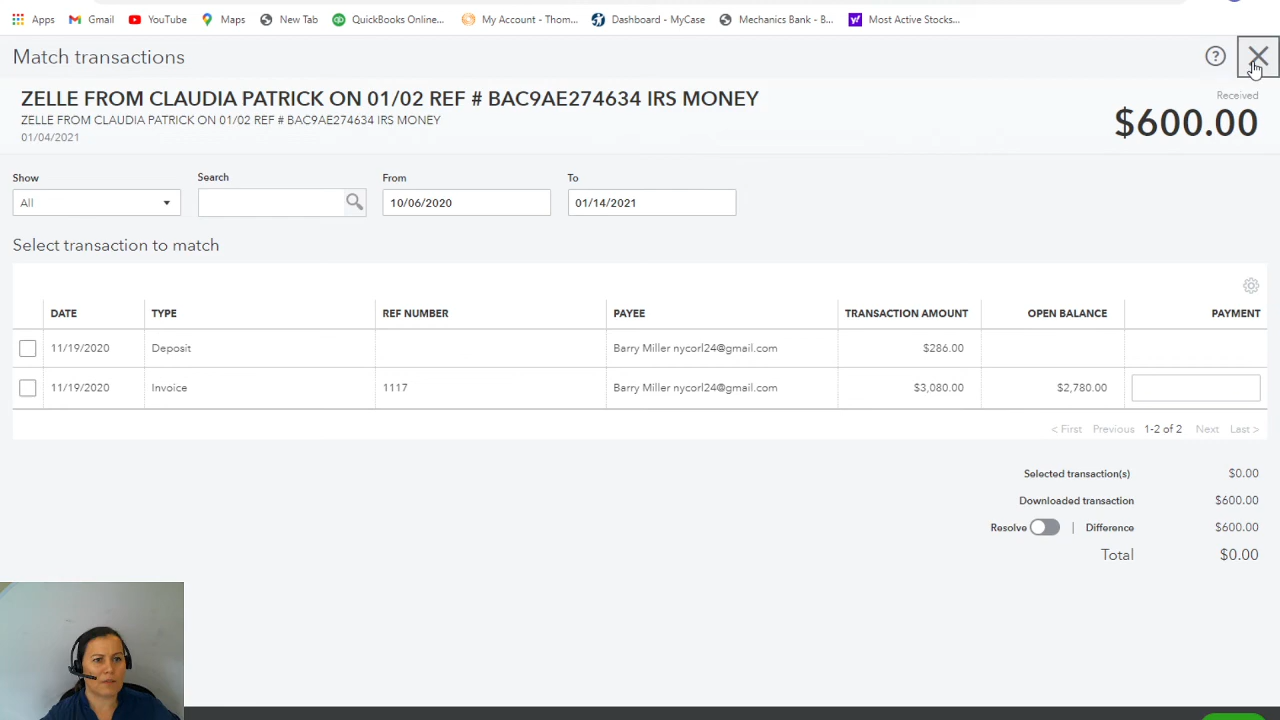 Apps Gmail YouTube Maps New Tab QuickBooks Online... My Account - Thom... Dashboard - MyCase Mechanics Bank - B... Most Active Stocks...
Match transactions
ZELLE FROM CLAUDIA PATRICK ON 01/02 REF # BAC9AE274634 IRS MONEY
ZELLE FROM CLAUDIA PATRICK ON 01/02 REF # BAC9AE274634 IRS MONEY
01/04/2021
Received
$600.00
Show Search From To
All 10/06/2020 01/14/2021
Select transaction to match
DATE TYPE REF NUMBER PAYEE TRANSACTION AMOUNT OPEN BALANCE PAYMENT
11/19/2020 Deposit Barry Miller nycorl24@gmail.com $286.00
11/19/2020 Invoice 1117 Barry Miller nycorl24@gmail.com $3,080.00 $2,780.00
< First Previous 1-2 of 2 Next Last >
Selected transaction(s) $0.00
Downloaded transaction $600.00
Resolve | Difference $600.00
Total $0.00